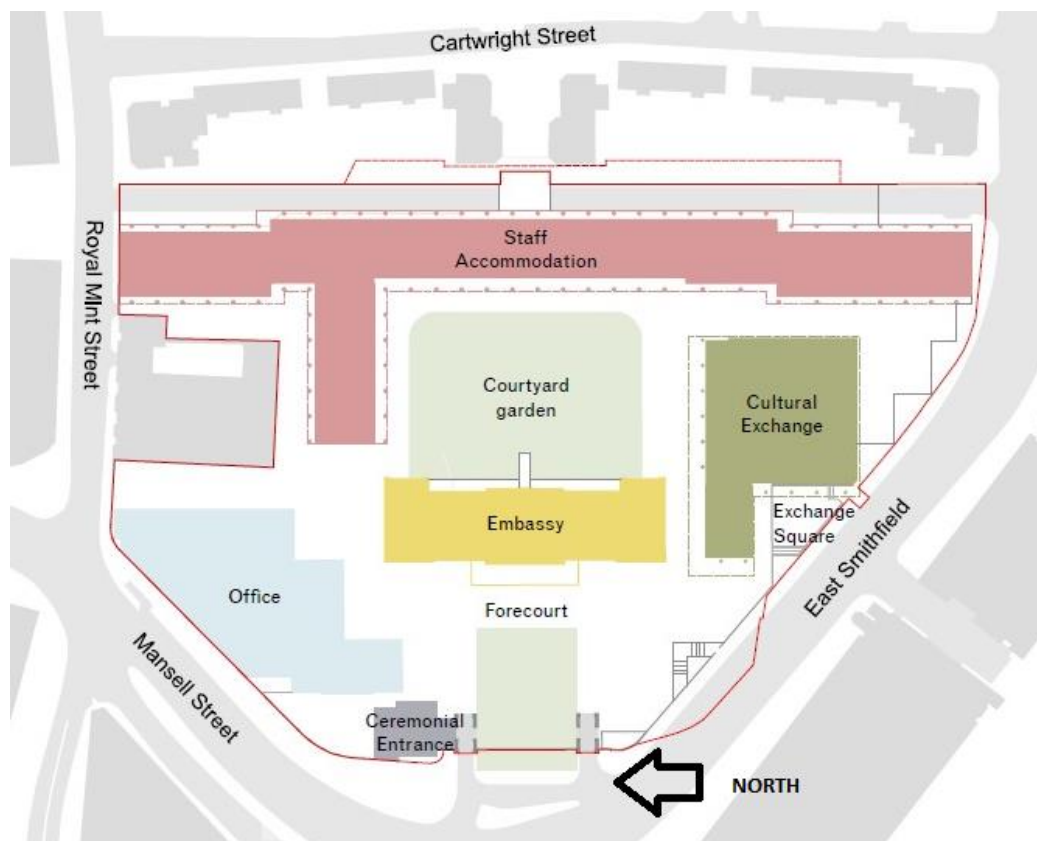 Cartwright Street
Royal Mint Street
Staff
Accommodation
Courtyard
garden
Cultural
Exchange
Embassy
Exchange
Square
East Smithfield
Office
Forecourt
Mansell Street
Ceremonial
Entrance
NORTH